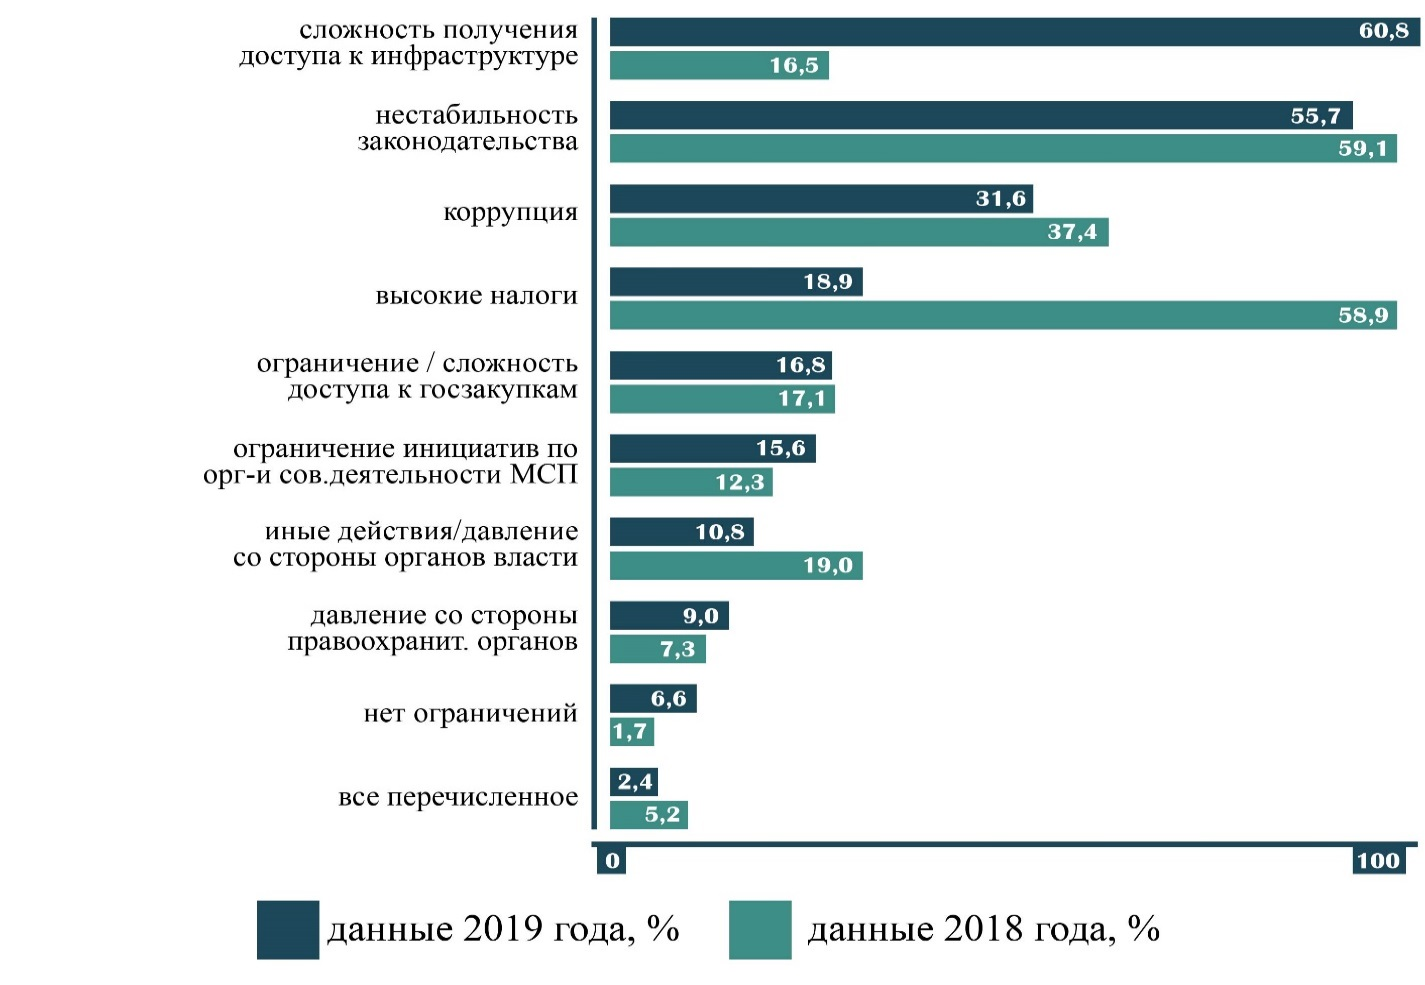 сложность получения
доступа к инфраструктуре
60,8
16,5
нестабильность
законодательства
55,7
59,1
коррупция
31,6
37,4
высокие налоги
18,9
58,9
ограничение / сложность
доступа к госзакупкам
16,8
17,1
ограничение инициатив по
орг-и сов.деятельности МСП
15,6
12,3
иные действия/давление
со стороны органов власти
10,8
19,0
давление со стороны
правоохранит. органов
9,0
7,3
нет ограничений
6,6
1,7
все перечисленное
2,4
5,2
0
100
данные 2019 года, %
данные 2018 года, %